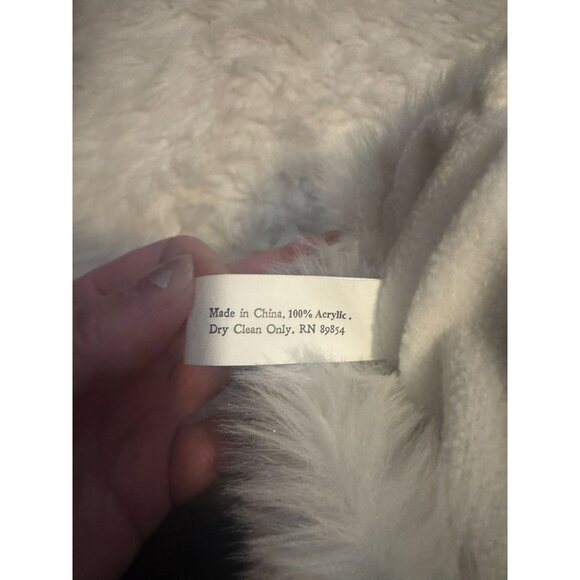 Made in China. 100% Acrylic.
Dry Clean Only. RN 89854